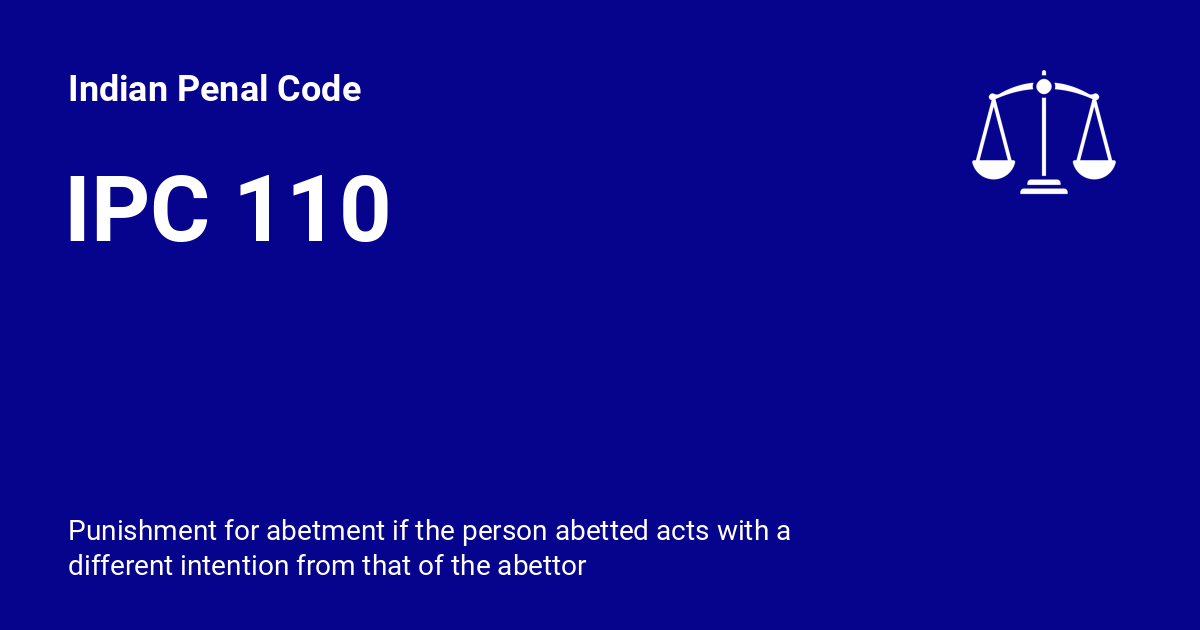 Indian Penal Code
IPC 110
Punishment for abetment if the person abetted acts with a
different intention from that of the abettor